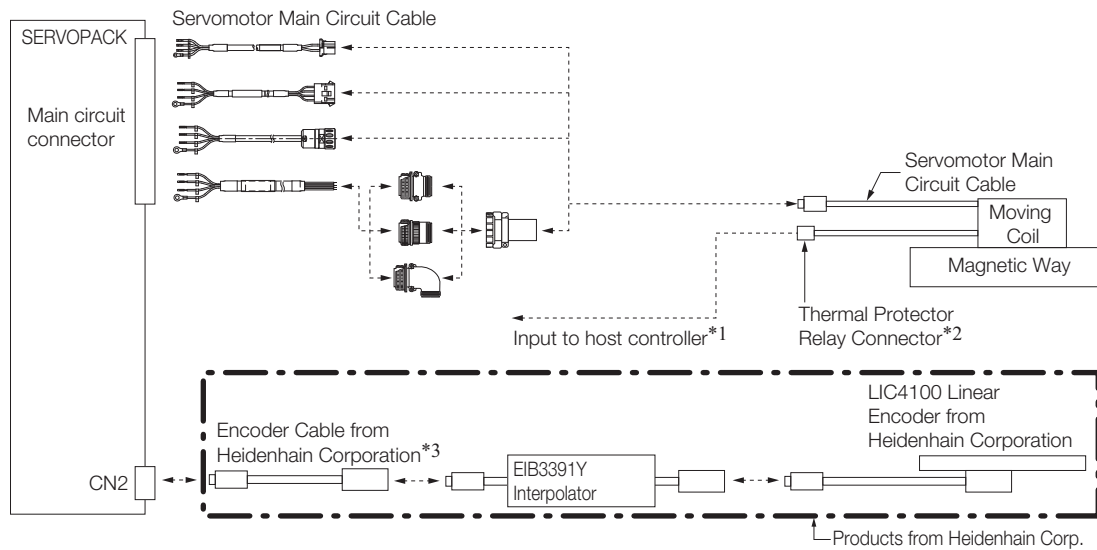 Servomotor Main Circuit Cable
SERVOPACK
Main circuit
connector
Servomotor Main
Circuit Cable
Moving
Coil
Magnetic Way
Thermal Protector
Relay Connector*2
Input to host controller*1
LIC4100 Linear
Encoder from
Heidenhain Corporation
Encoder Cable from
Heidenhain Corporation*3
EIB3391Y
Interpolator
CN2
Products from Heidenhain Corp.